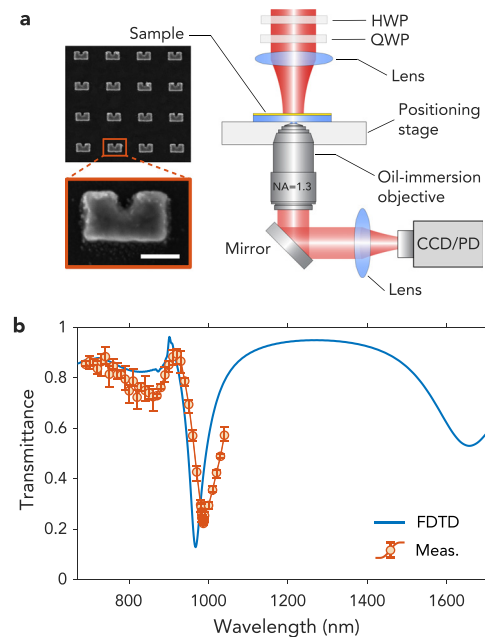 a
HWP
QWP
Sample
Lens
Positioning
stage
Oil-immersion
objective
NA=1.3
Mirror
CCD/PD
Lens
b
1
0.8
0.6
0.4
0.2
0
Transmittance
FDTD
Meas.
800
1000
1200
1400
1600
Wavelength (nm)